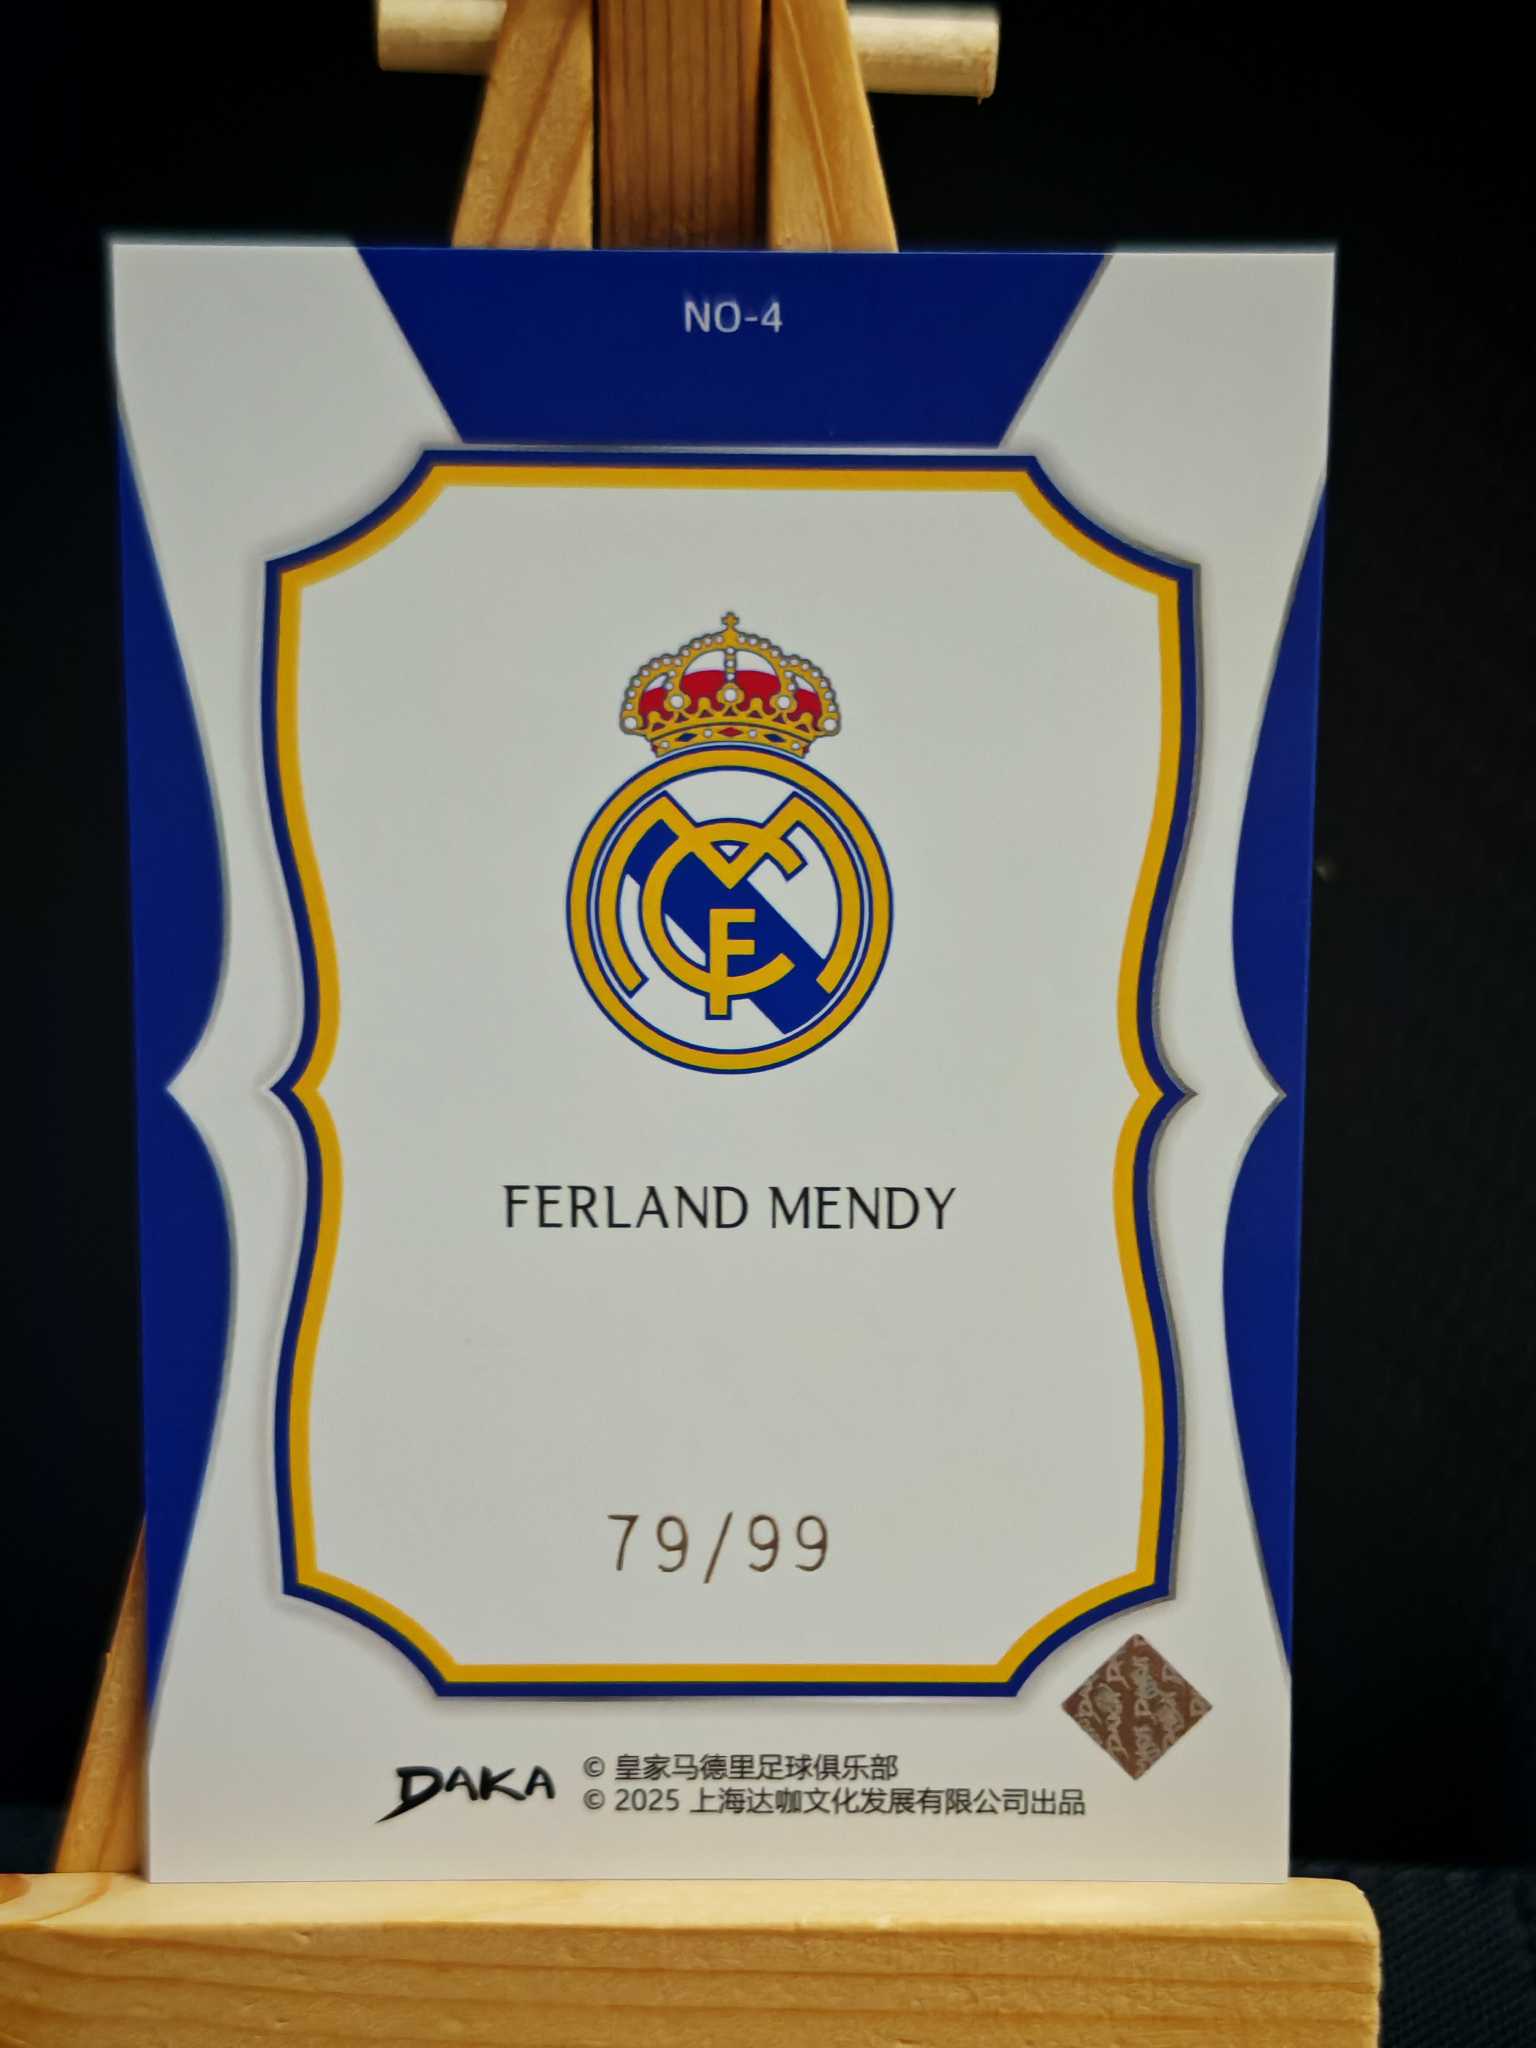 NO-4
FERLAND MENDY
79/99
DAKA
© 皇家马德里足球俱乐部
© 2025 上海达咖文化发展有限公司出品